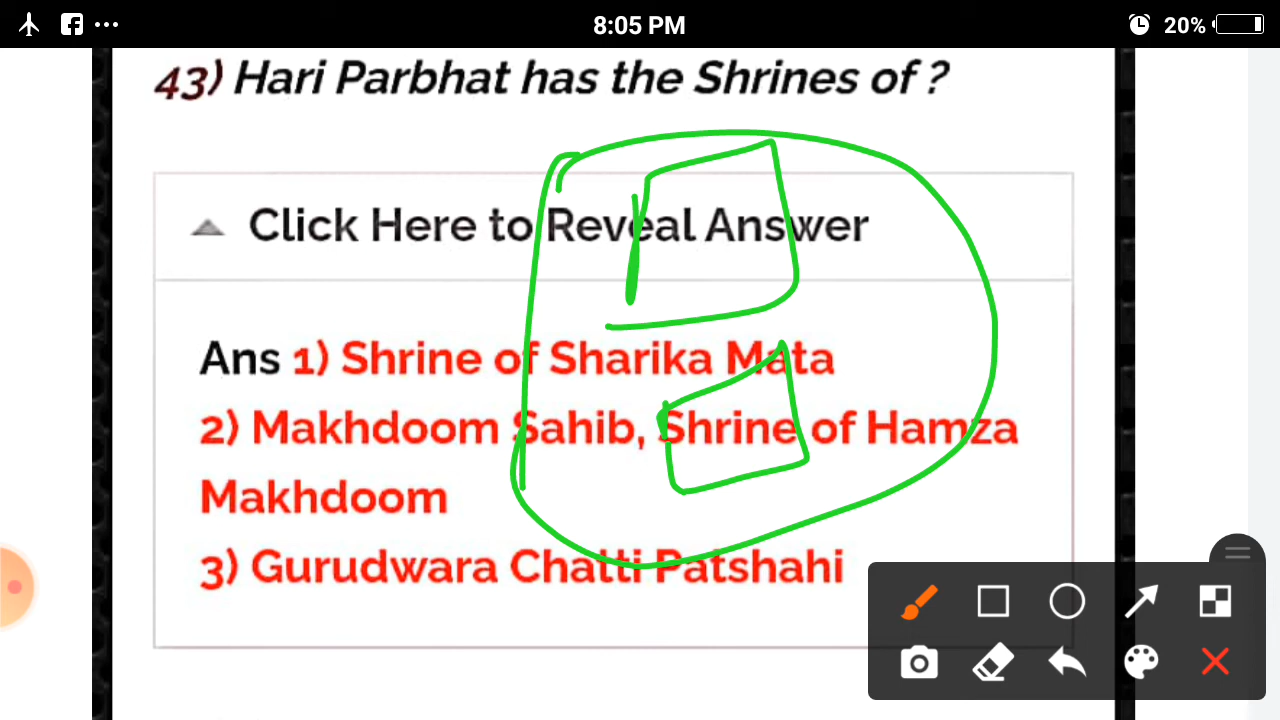 8:05 PM
20%
43) Hari Parbhat has the Shrines of ?
Click Here to Reveal Answer
Ans 1) Shrine of Sharika Mata
2) Makhdoom Sahib, Shrine of Hamza
Makhdoom
3) Gurudwara Chatti Patshahi